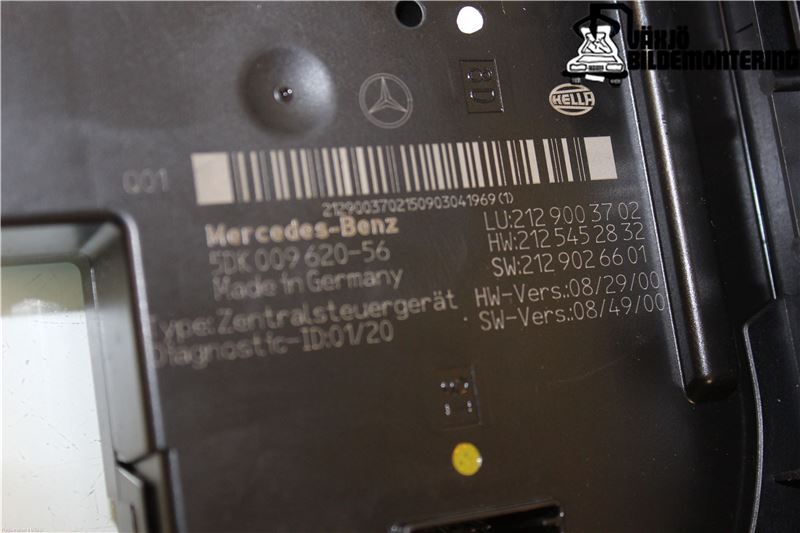 VÄXJÖ
BILDEMONTERING
80
HELLA
Q01
2129003702150903041969(1)
Mercedes-Benz
5DK 009 620-56
Made in Germany
Type:Zentralsteuergerät
Diagnostic-ID:01/20
LU:212 900 37 02
HW:212 545 28 32
SW:212 902 66 01
HW-Vers.:08/29/00
SW-Vers.:08/49/00